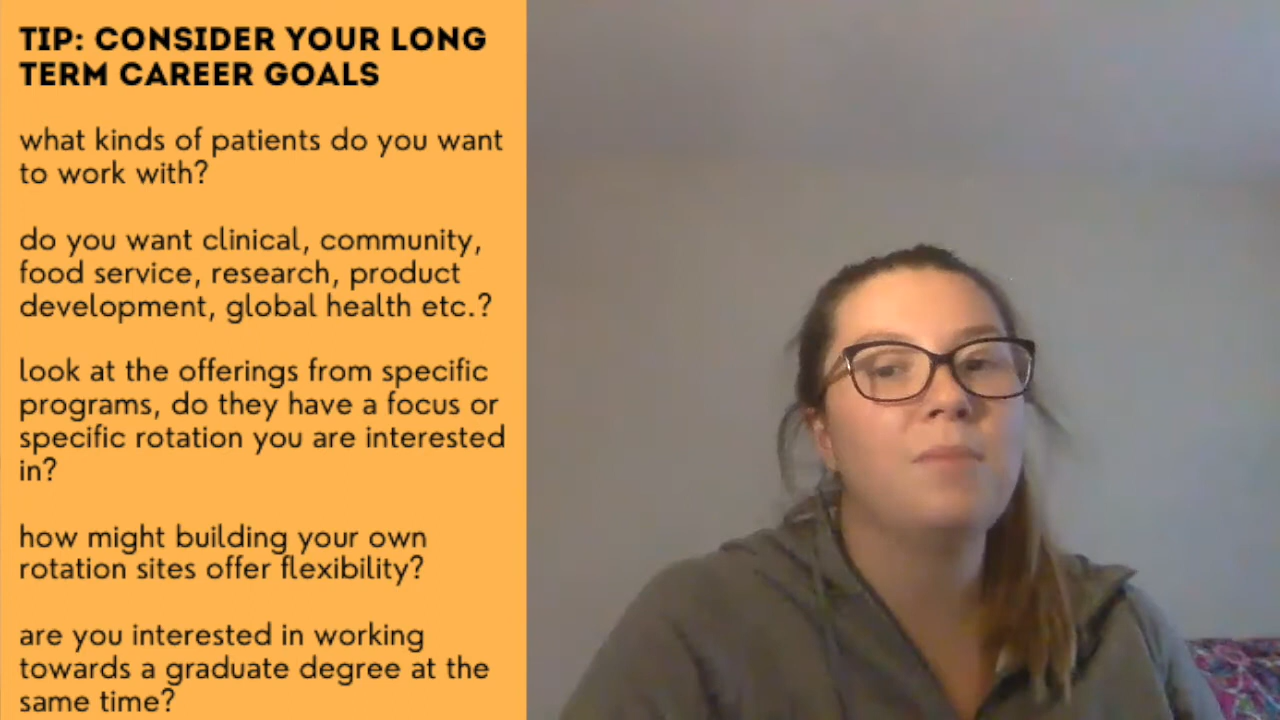 TIP: CONSIDER YOUR LONG
TERM CAREER GOALS
what kinds of patients do you want
to work with?
do you want clinical, community,
food service, research, product
development, global health etc.?
look at the offerings from specific
programs, do they have a focus or
specific rotation you are interested
in?
how might building your own
rotation sites offer flexibility?
are you interested in working
towards a graduate degree at the
same time?